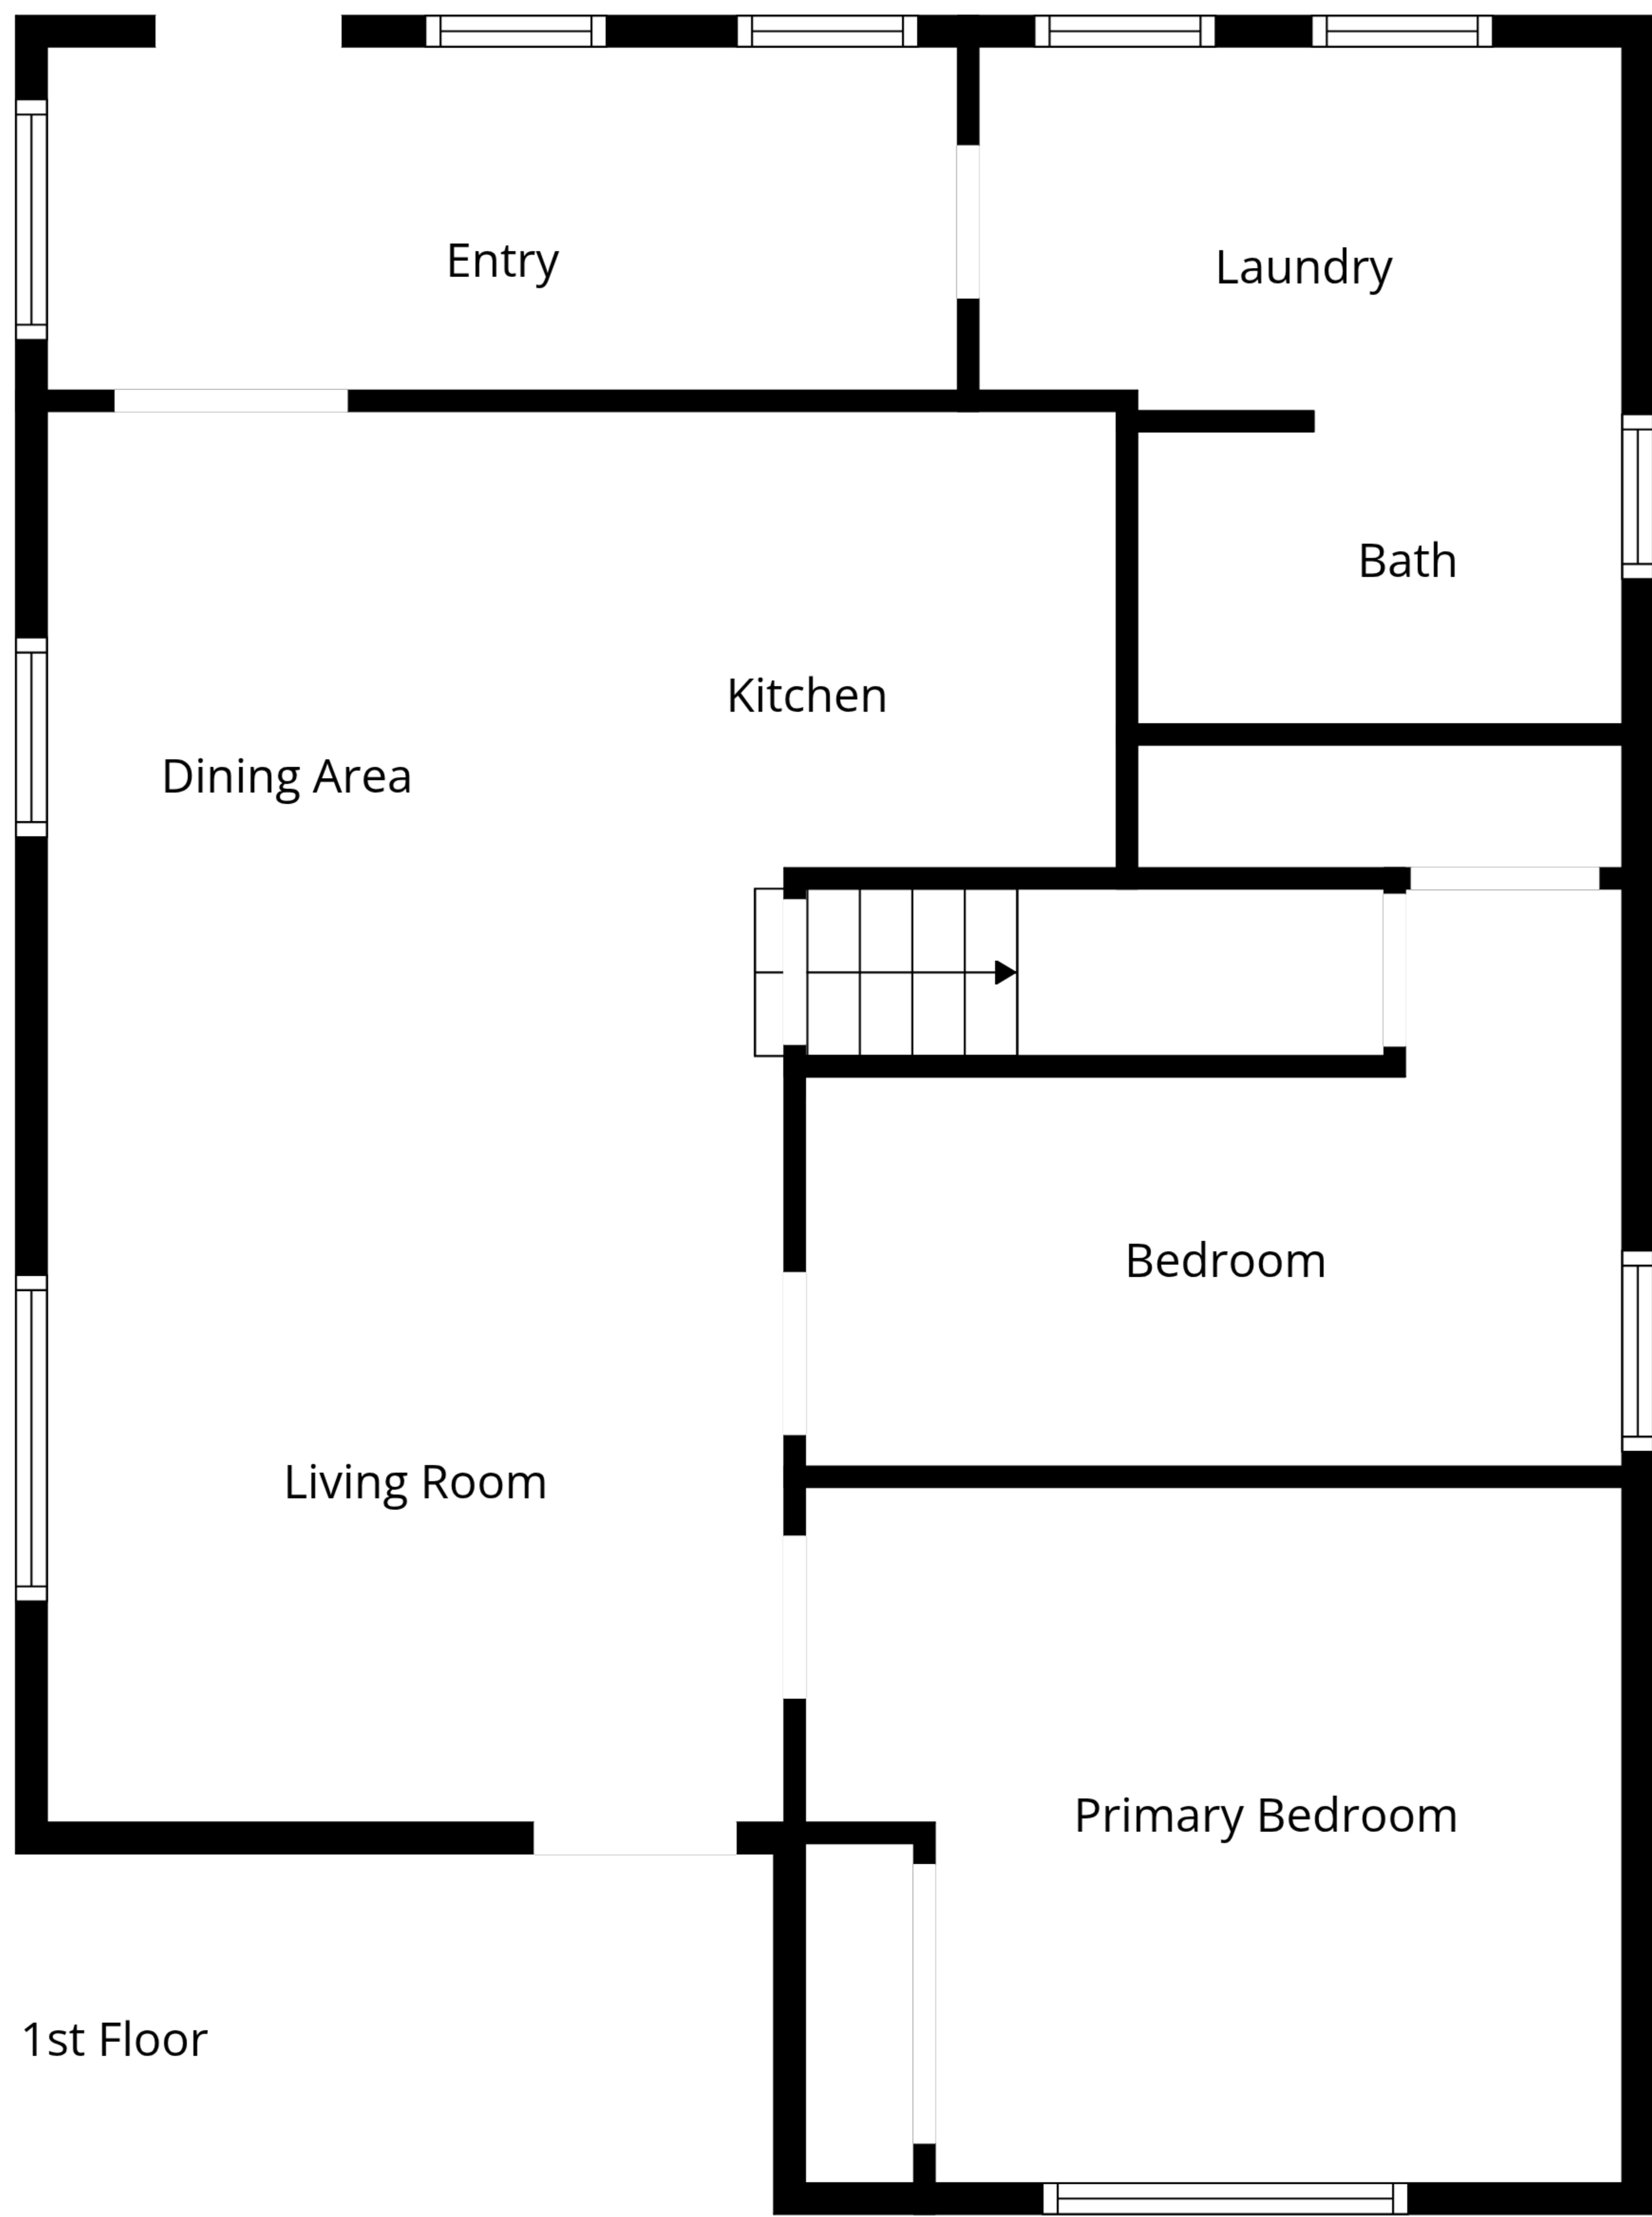 Entry
Laundry
Bath
Kitchen
Dining Area
Bedroom
Living Room
Primary Bedroom
1st Floor